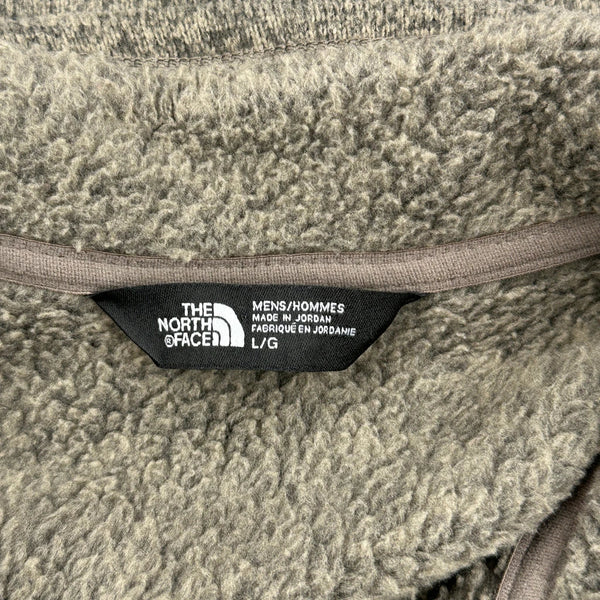 THE
NORTH
®FACE
MENS/HOMMES
MADE IN JORDAN
FABRIQUÉ EN JORDANIE
L/G